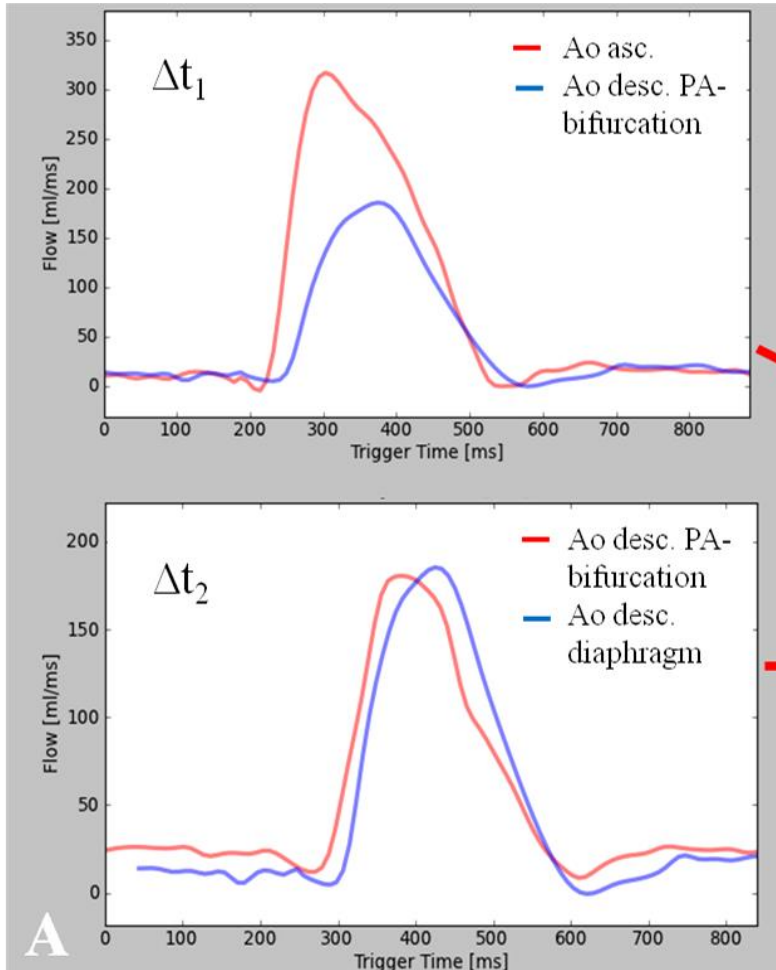 350
300
250
200
150
100
50
0
Flow [ml/ms]
Δt1
Ao asc.
Ao desc. PA-
bifurcation
0 100 200 300 400 500 600 700 800
Trigger Time [ms]
200
150
100
50
0
Flow [ml/ms]
Δt2
Ao desc. PA-
bifurcation
Ao desc.
diaphragm
0 100 200 300 400 500 600 700 800
Trigger Time [ms]
A